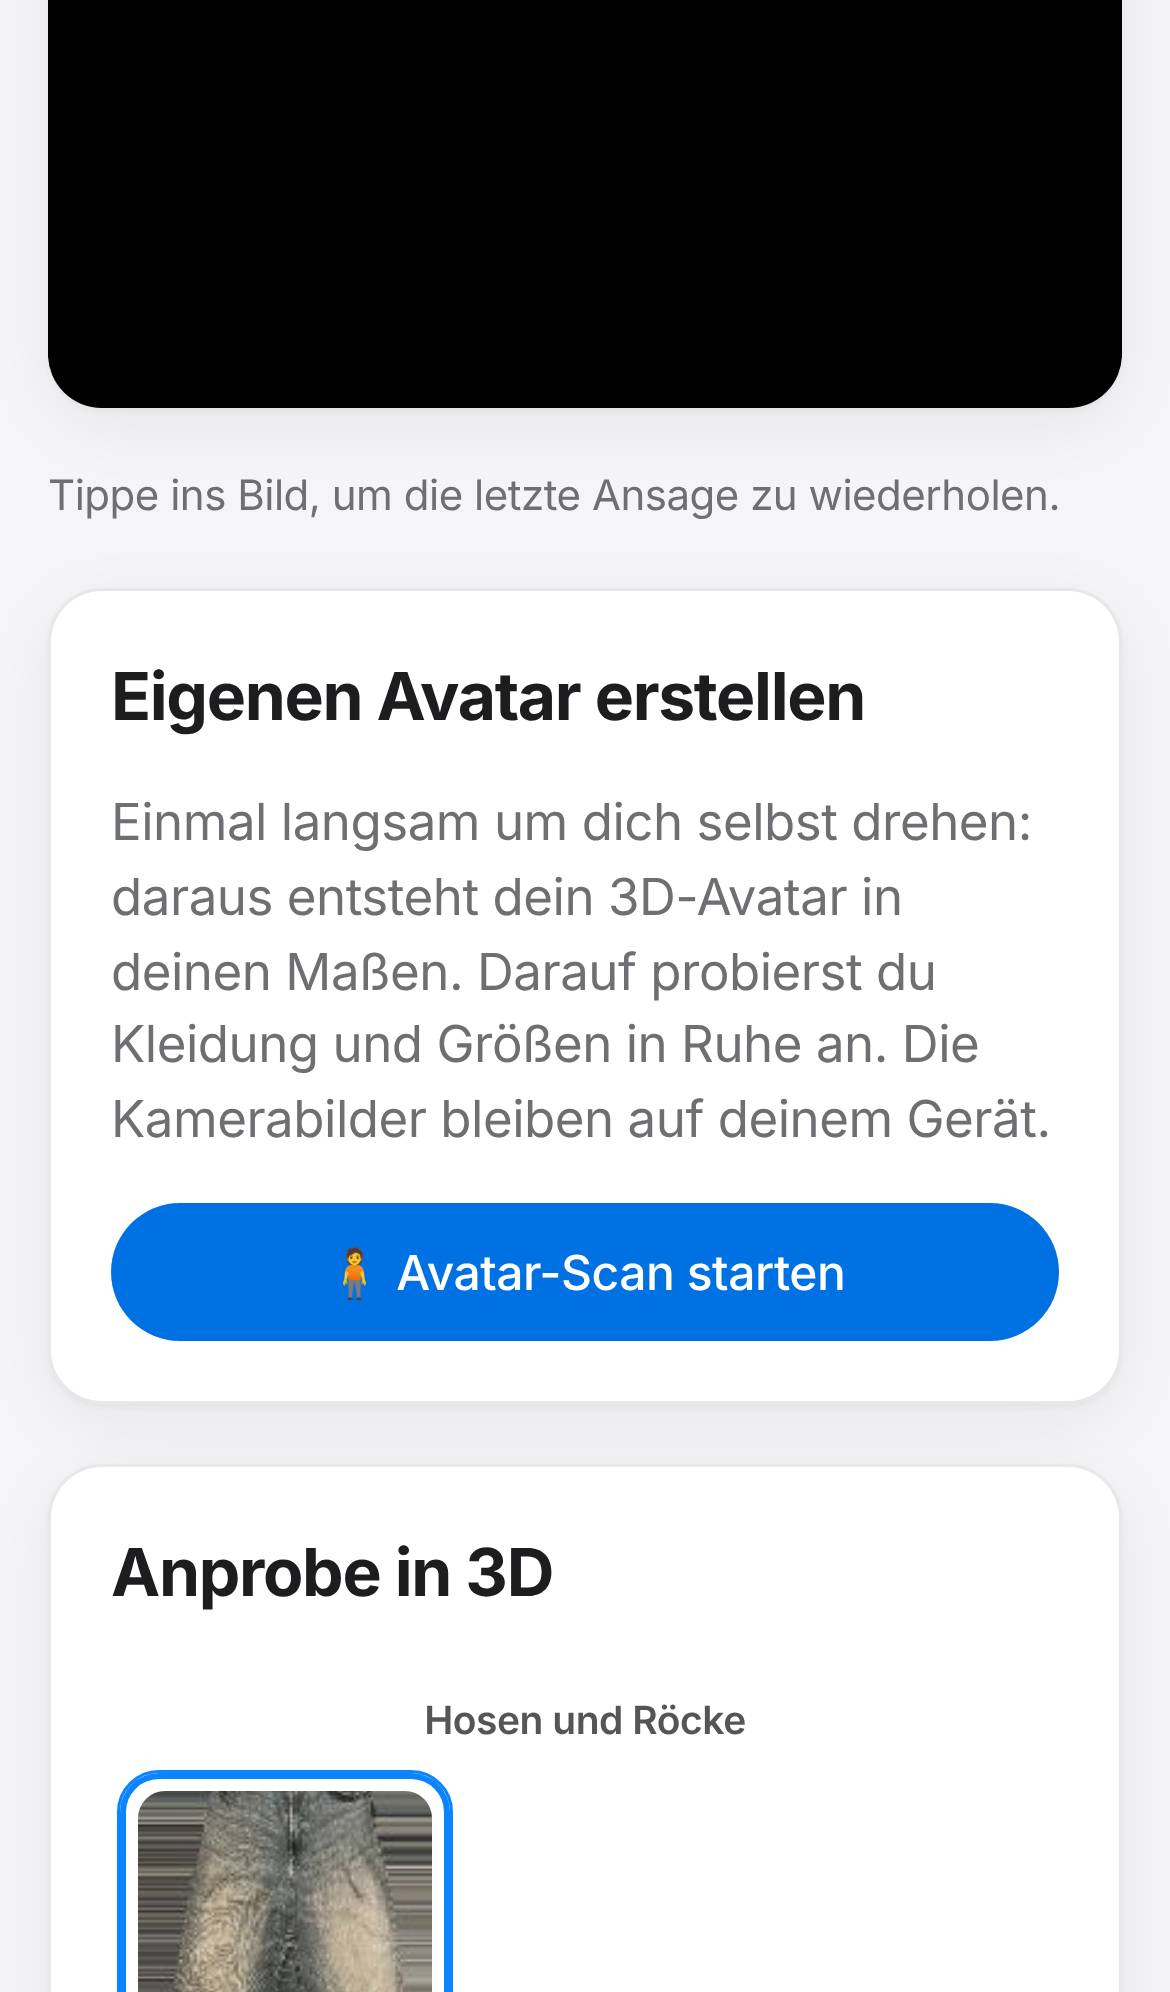 Tippe ins Bild, um die letzte Ansage zu wiederholen.
Eigenen Avatar erstellen
Einmal langsam um dich selbst drehen:
daraus entsteht dein 3D-Avatar in
deinen Maßen. Darauf probierst du
Kleidung und Größen in Ruhe an. Die
Kamerabilder bleiben auf deinem Gerät.
Avatar-Scan starten
Anprobe in 3D
Hosen und Röcke